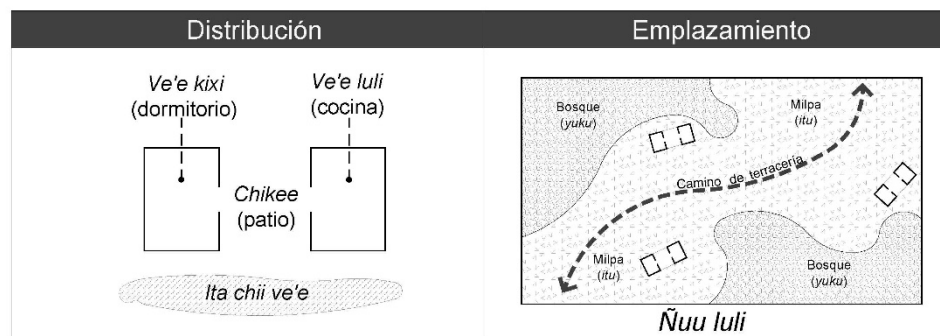 Distribución
Ve'e kixi
(dormitorio)
Ve'e luli
(cocina)
Chikee
(patio)
Ita chii ve'e
Emplazamiento
Bosque
(yuku)
Milpa
(itu)
Camino de terracería
Milpa
(itu)
Bosque
(yuku)
Ñuu luli